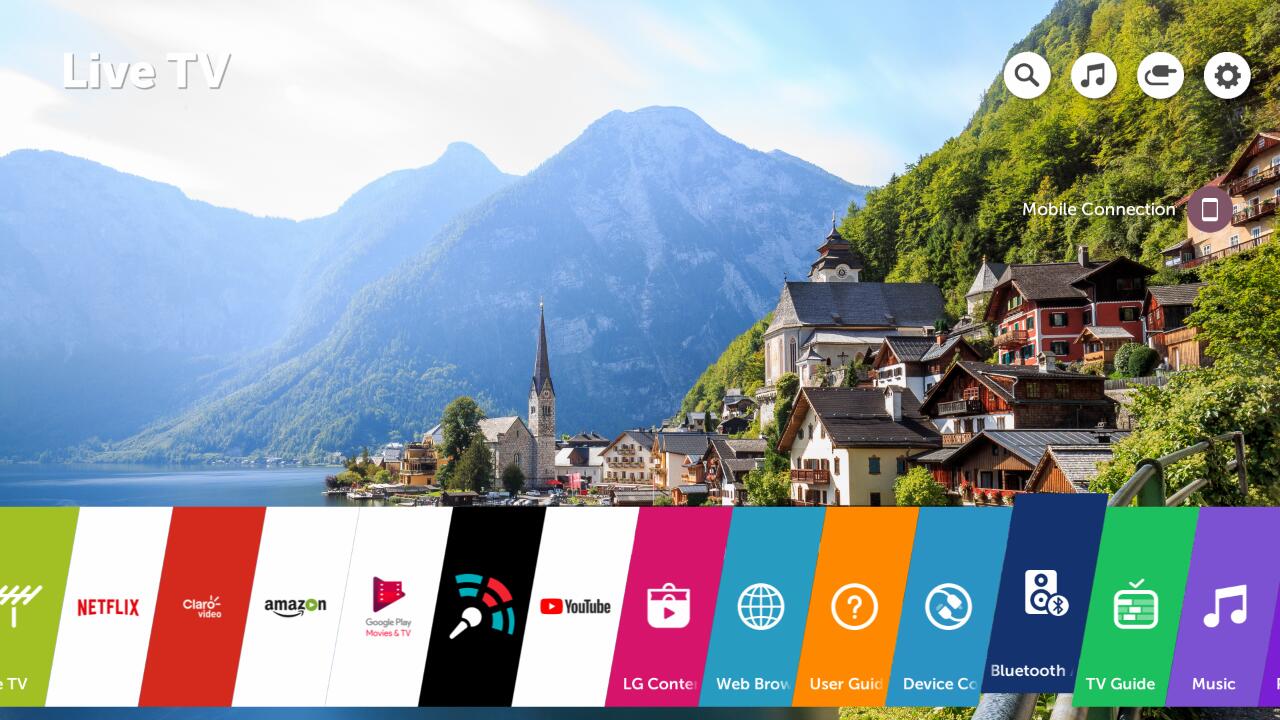 Live TV
Mobile Connection
NETFLIX
Claro-
video
amazon
Google Play
Movies & TV
YouTube
e TV
LG Conte
Web Brow
User Guid
Device Co
Bluetooth
TV Guide
Music